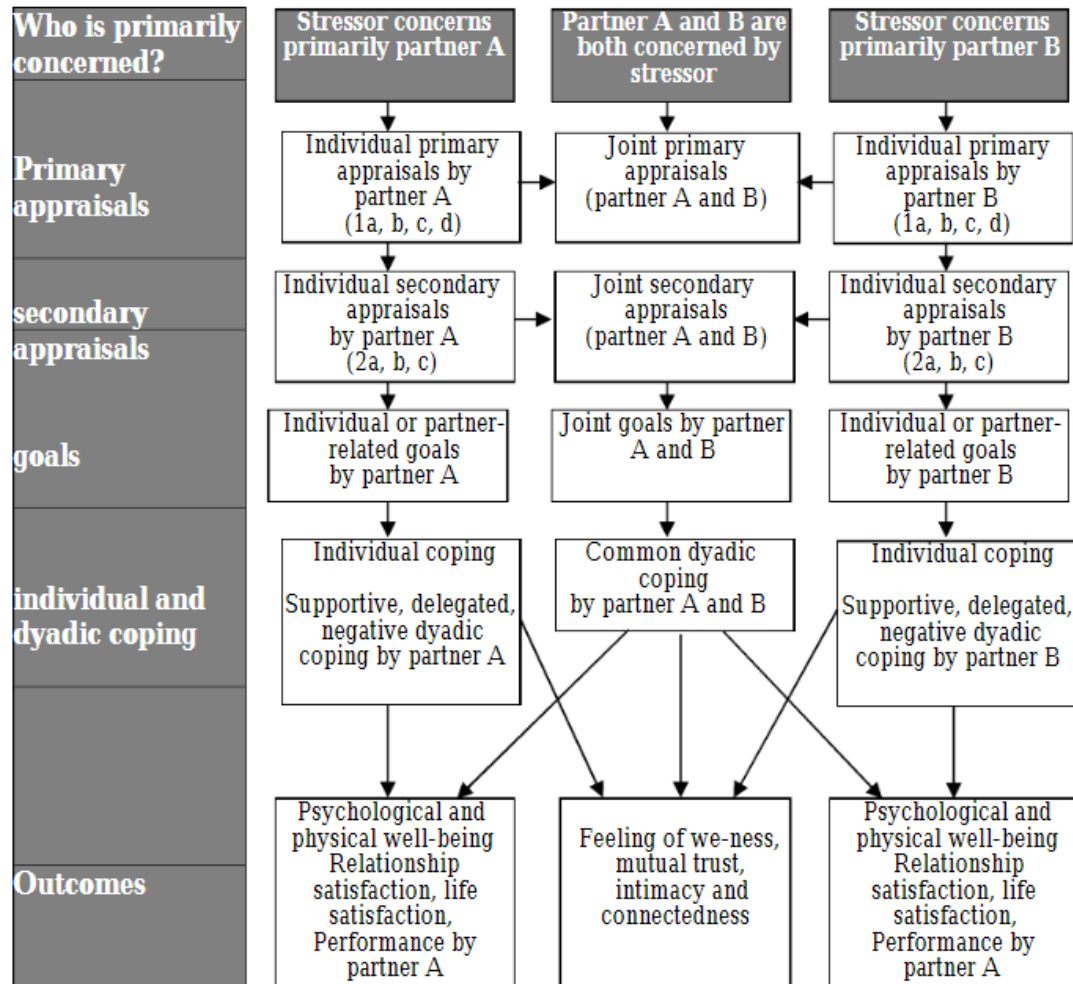 Who is primarily
concerned?
Stressor concerns
primarily partner A
Partner A and B are
both concerned by
stressor
Stressor concerns
primarily partner B
Primary
appraisals
Individual primary
appraisals by
partner A
(1a, b, c, d)
Joint primary
appraisals
(partner A and B)
Individual primary
appraisals by
partner B
(1a, b, c, d)
secondary
appraisals
Individual secondary
appraisals
by partner A
(2a, b, c)
Joint secondary
appraisals
(partner A and B)
Individual secondary
appraisals
by partner B
(2a, b, c)
goals
Individual or partner-
related goals
by partner A
Joint goals by partner
A and B
Individual or partner-
related goals
by partner B
individual and
dyadic coping
Individual coping
Supportive, delegated,
negative dyadic
coping by partner A
Common dyadic
coping
by partner A and B
Individual coping
Supportive, delegated,
negative dyadic
coping by partner B
Outcomes
Psychological and
physical well-being
Relationship
satisfaction, life
satisfaction,
Performance by
partner A
Feeling of we-ness,
mutual trust,
intimacy and
connectedness
Psychological and
physical well-being
Relationship
satisfaction, life
satisfaction,
Performance by
partner A